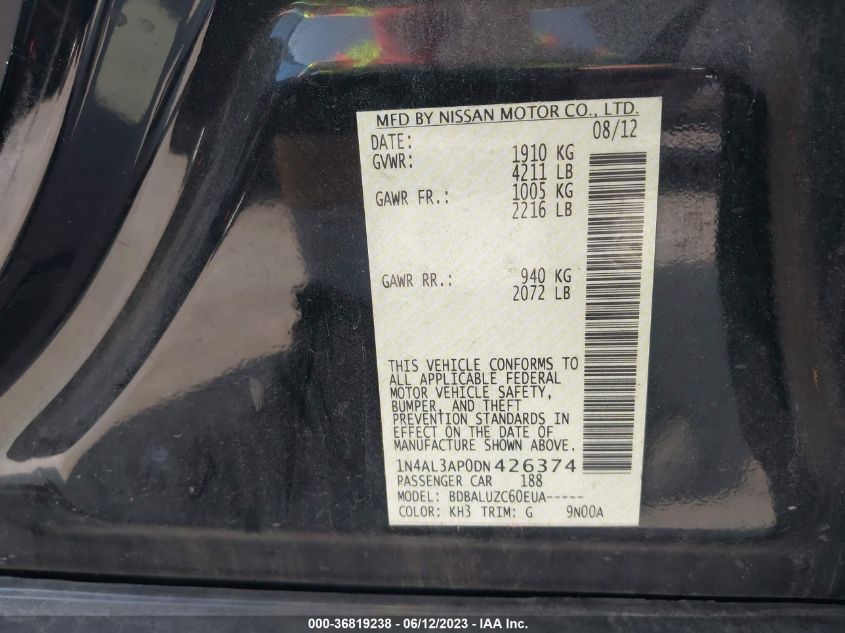 MFD BY NISSAN MOTOR CO., LTD.
DATE: 08/12
GVWR: 1910 KG
4211 LB
GAWR FR.: 1005 KG
2216 LB
GAWR RR.: 940 KG
2072 LB
THIS VEHICLE CONFORMS TO
ALL APPLICABLE FEDERAL
MOTOR VEHICLE SAFETY,
BUMPER, AND THEFT
PREVENTION STANDARDS IN
EFFECT ON THE DATE OF
MANUFACTURE SHOWN ABOVE.
1N4AL3AP0DN426374
PASSENGER CAR 188
MODEL: BDBALUZC60EUA-----
COLOR: KH3 TRIM: G 9N00A
000-36819238 - 06/12/2023 - IAA Inc.